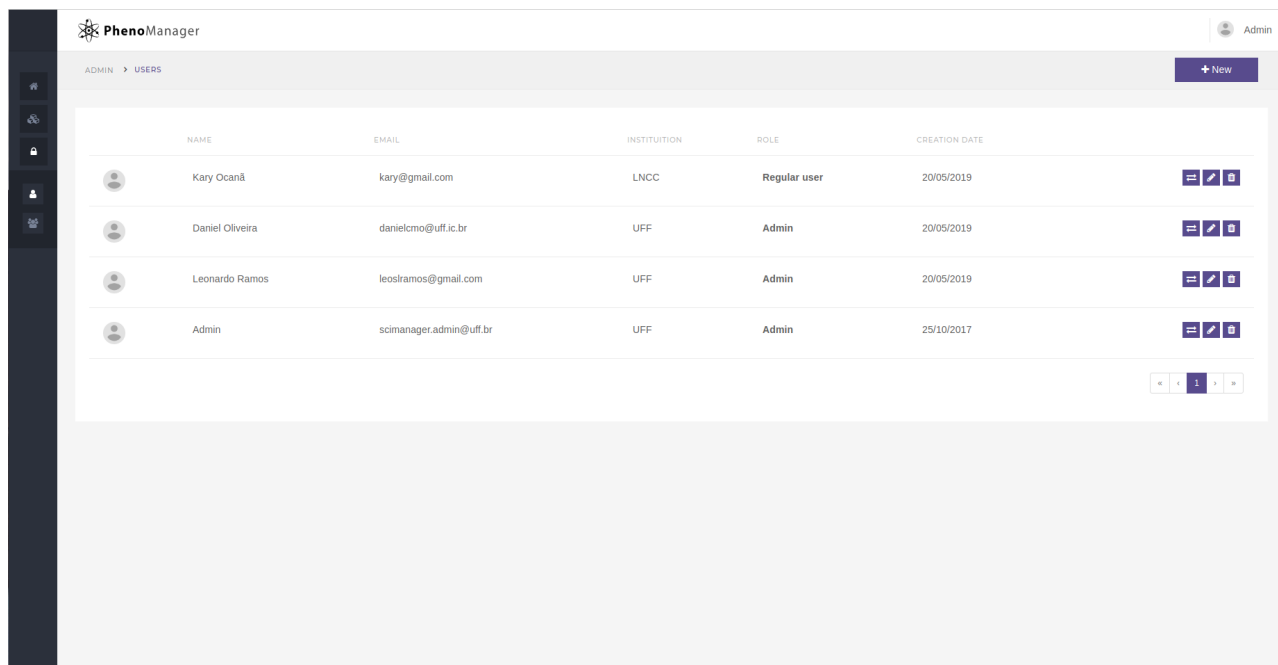 PhenoManager
Admin
ADMIN > USERS
+ New
NAME EMAIL INSTITUITION ROLE CREATION DATE
Kary Ocanã kary@gmail.com LNCC Regular user 20/05/2019
Daniel Oliveira danielcmo@uff.ic.br UFF Admin 20/05/2019
Leonardo Ramos leoslramos@gmail.com UFF Admin 20/05/2019
Admin scimanager.admin@uff.br UFF Admin 25/10/2017
« ‹ 1 › »